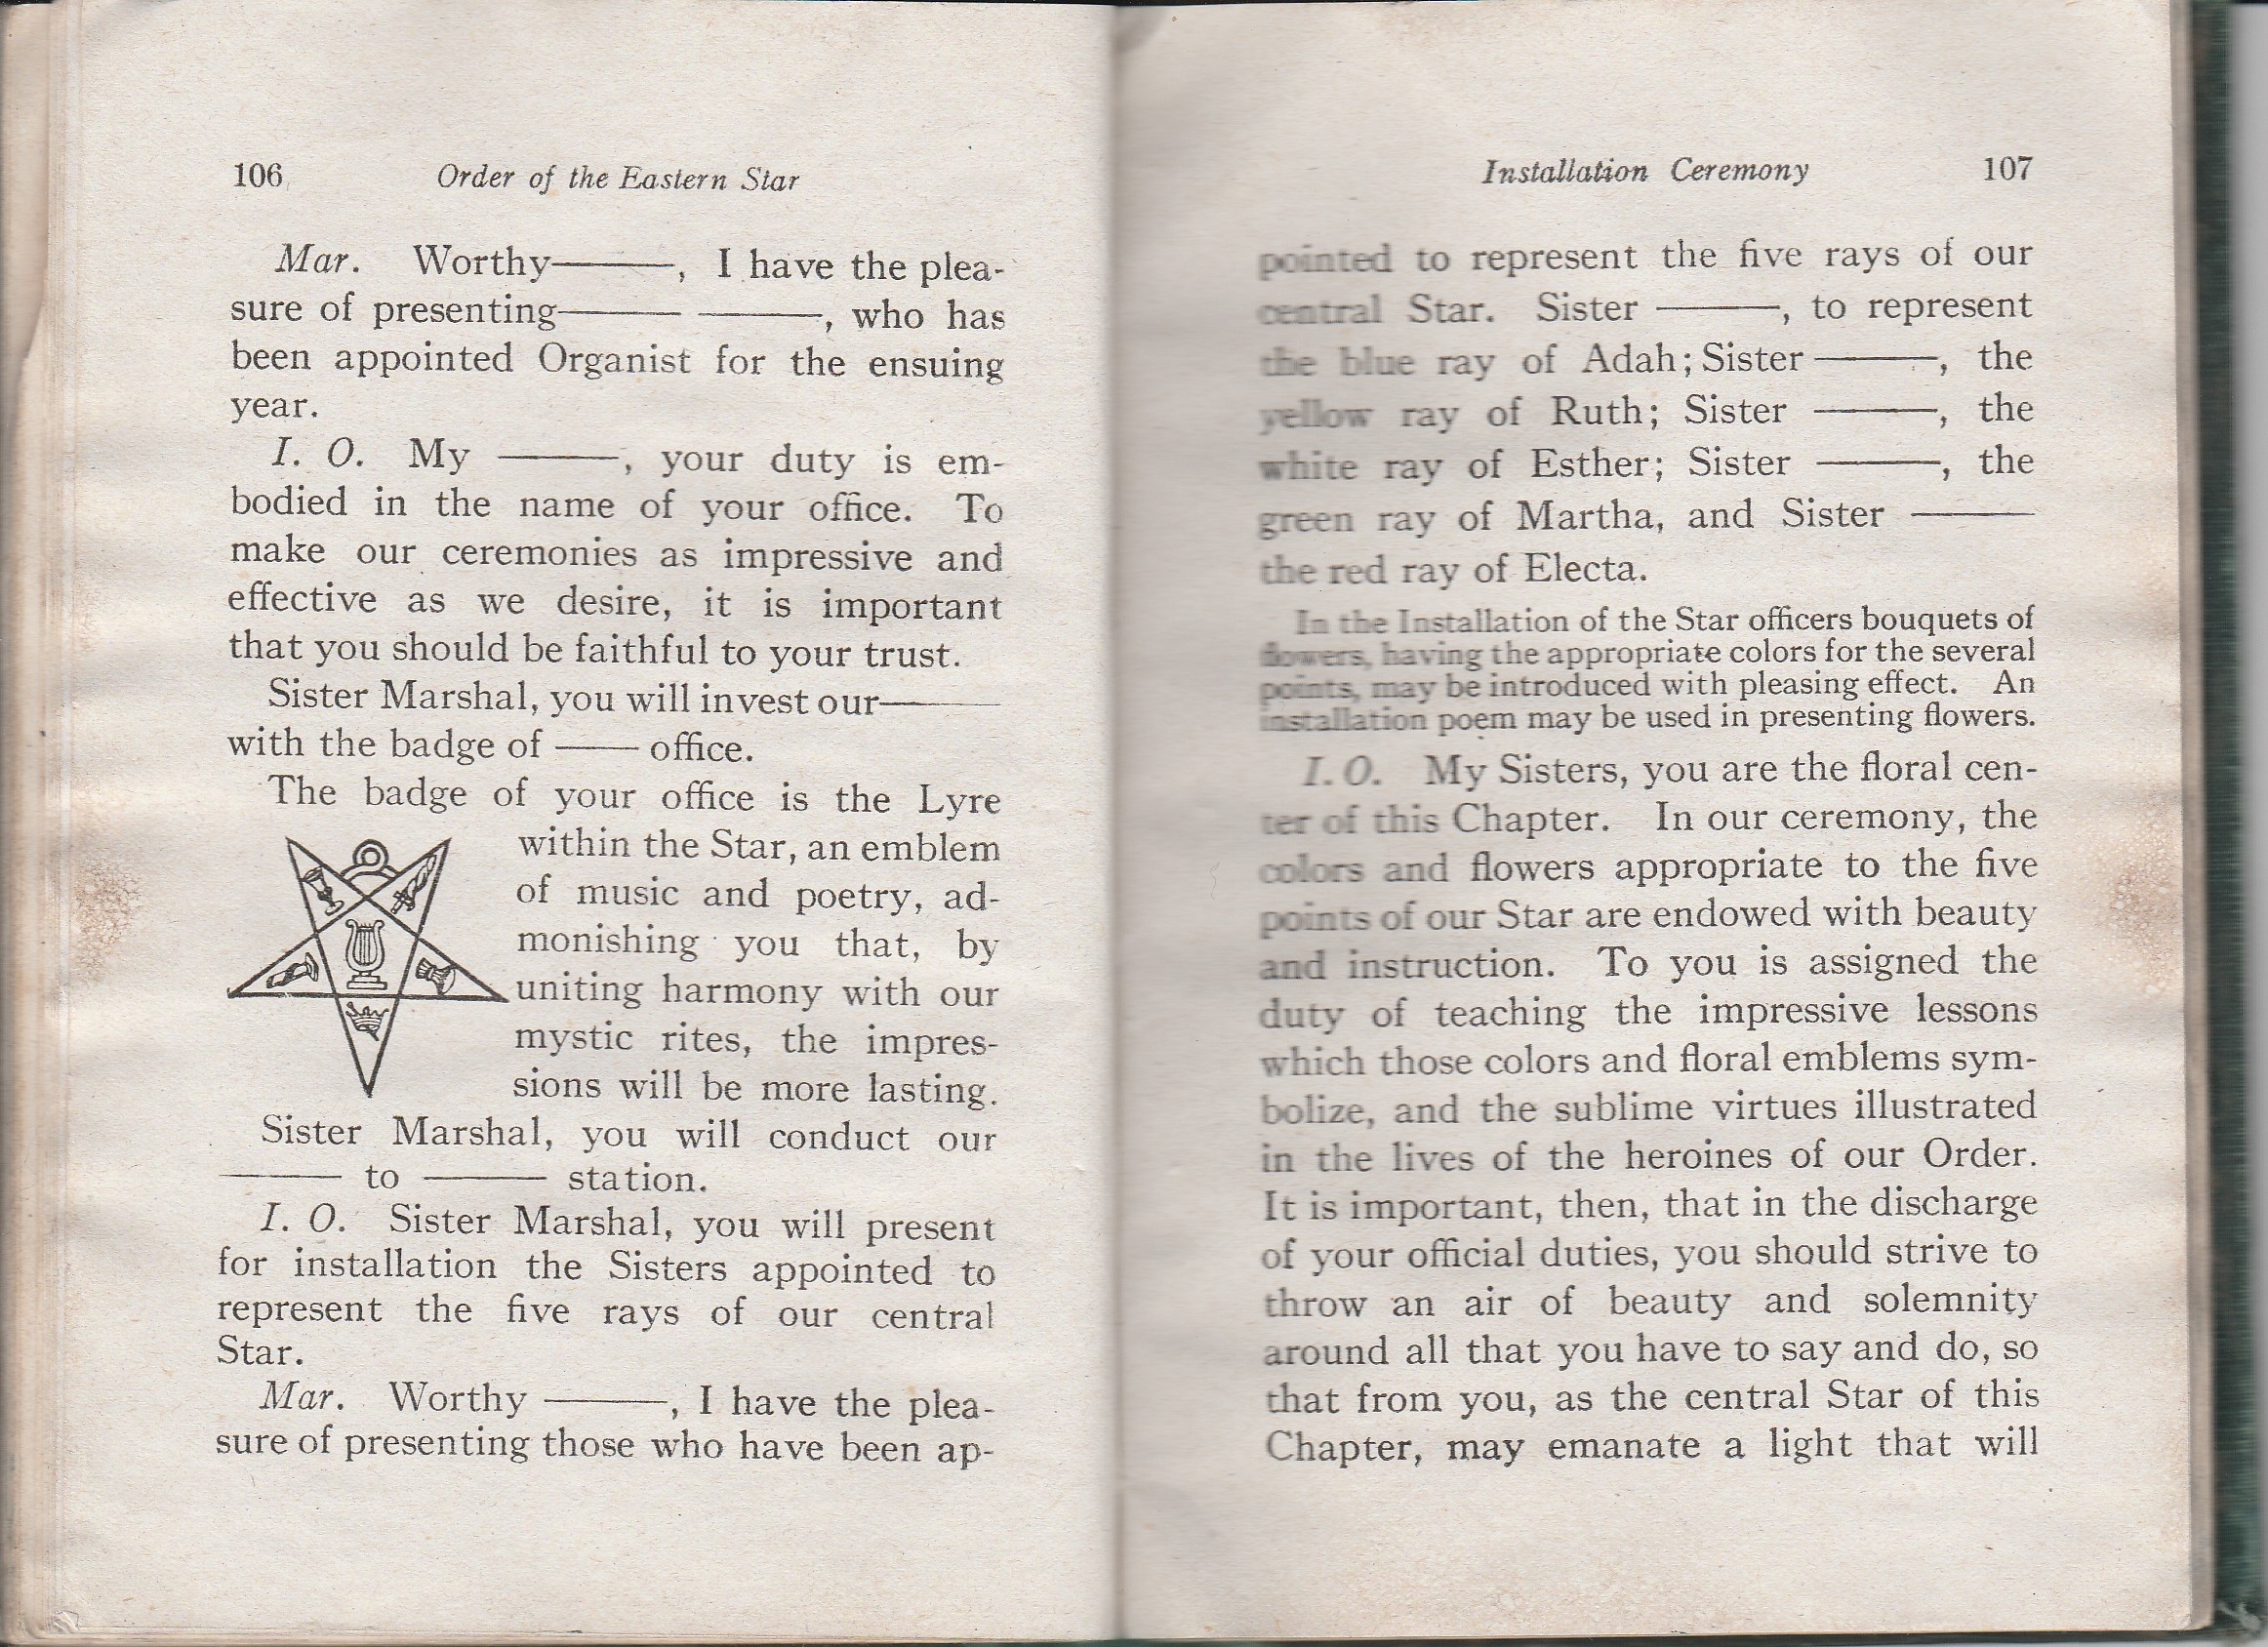 106 Order of the Eastern Star
Mar. Worthy———, I have the plea-
sure of presenting——— ———, who has
been appointed Organist for the ensuing
year.
I. O. My ———, your duty is em-
bodied in the name of your office. To
make our ceremonies as impressive and
effective as we desire, it is important
that you should be faithful to your trust.
Sister Marshal, you will invest our———
with the badge of —— office.
The badge of your office is the Lyre
within the Star, an emblem
of music and poetry, ad-
monishing you that, by
uniting harmony with our
mystic rites, the impres-
sions will be more lasting.
Sister Marshal, you will conduct our
——— to ——— station.
I. O. Sister Marshal, you will present
for installation the Sisters appointed to
represent the five rays of our central
Star.
Mar. Worthy ———, I have the plea-
sure of presenting those who have been ap-
Installation Ceremony 107
pointed to represent the five rays of our
central Star. Sister ———, to represent
the blue ray of Adah; Sister ———, the
yellow ray of Ruth; Sister ———, the
white ray of Esther; Sister ———, the
green ray of Martha, and Sister ———
the red ray of Electa.
In the Installation of the Star officers bouquets of
flowers, having the appropriate colors for the several
points, may be introduced with pleasing effect. An
installation poem may be used in presenting flowers.
I. O. My Sisters, you are the floral cen-
ter of this Chapter. In our ceremony, the
colors and flowers appropriate to the five
points of our Star are endowed with beauty
and instruction. To you is assigned the
duty of teaching the impressive lessons
which those colors and floral emblems sym-
bolize, and the sublime virtues illustrated
in the lives of the heroines of our Order.
It is important, then, that in the discharge
of your official duties, you should strive to
throw an air of beauty and solemnity
around all that you have to say and do, so
that from you, as the central Star of this
Chapter, may emanate a light that will